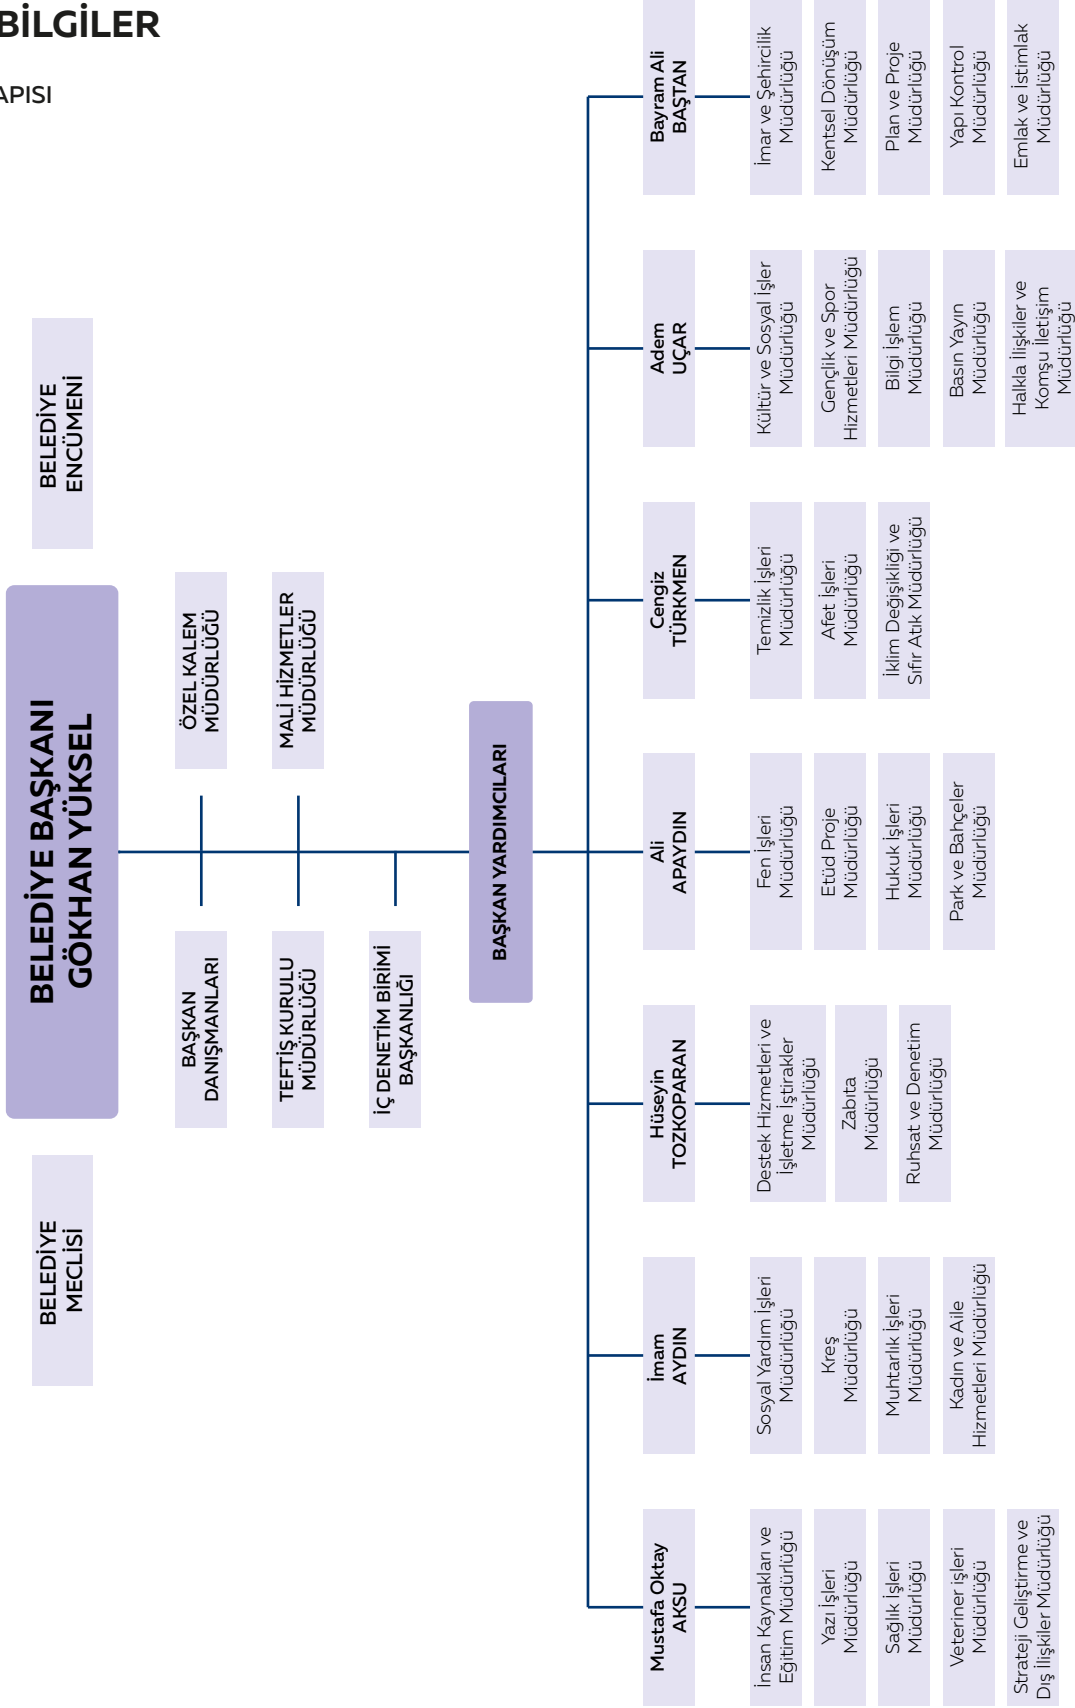 BİLGİLER
APISI
BELEDİYE
MECLİSİ
BELEDİYE BAŞKANI
GÖKHAN YÜKSEL
BELEDİYE
ENCÜMENİ
BAŞKAN
DANIŞMANLARI
ÖZEL KALEM
MÜDÜRLÜĞÜ
TEFTİŞ KURULU
MÜDÜRLÜĞÜ
MALİ HİZMETLER
MÜDÜRLÜĞÜ
İÇ DENETİM BİRİMİ
BAŞKANLIĞI
BAŞKAN YARDIMCILARI
Mustafa Oktay
AKSU
İnsan Kaynakları ve
Eğitim Müdürlüğü
Yazı İşleri
Müdürlüğü
Sağlık İşleri
Müdürlüğü
Veteriner işleri
Müdürlüğü
Strateji Geliştirme ve
Dış İlişkiler Müdürlüğü
İmam
AYDIN
Sosyal Yardım İşleri
Müdürlüğü
Kreş
Müdürlüğü
Muhtarlık İşleri
Müdürlüğü
Kadın ve Aile
Hizmetleri Müdürlüğü
Hüseyin
TOZKOPARAN
Destek Hizmetleri ve
İşletme İştirakler
Müdürlüğü
Zabıta
Müdürlüğü
Ruhsat ve Denetim
Müdürlüğü
Ali
APAYDIN
Fen İşleri
Müdürlüğü
Etüd Proje
Müdürlüğü
Hukuk İşleri
Müdürlüğü
Park ve Bahçeler
Müdürlüğü
Cengiz
TÜRKMEN
Temizlik İşleri
Müdürlüğü
Afet İşleri
Müdürlüğü
İklim Değişikliği ve
Sıfır Atık Müdürlüğü
Adem
UÇAR
Kültür ve Sosyal İşler
Müdürlüğü
Gençlik ve Spor
Hizmetleri Müdürlüğü
Bilgi İşlem
Müdürlüğü
Basın Yayın
Müdürlüğü
Halkla İlişkiler ve
Komşu İletişim
Müdürlüğü
Bayram Ali
BAŞTAN
İmar ve Şehircilik
Müdürlüğü
Kentsel Dönüşüm
Müdürlüğü
Plan ve Proje
Müdürlüğü
Yapı Kontrol
Müdürlüğü
Emlak ve İstimlak
Müdürlüğü